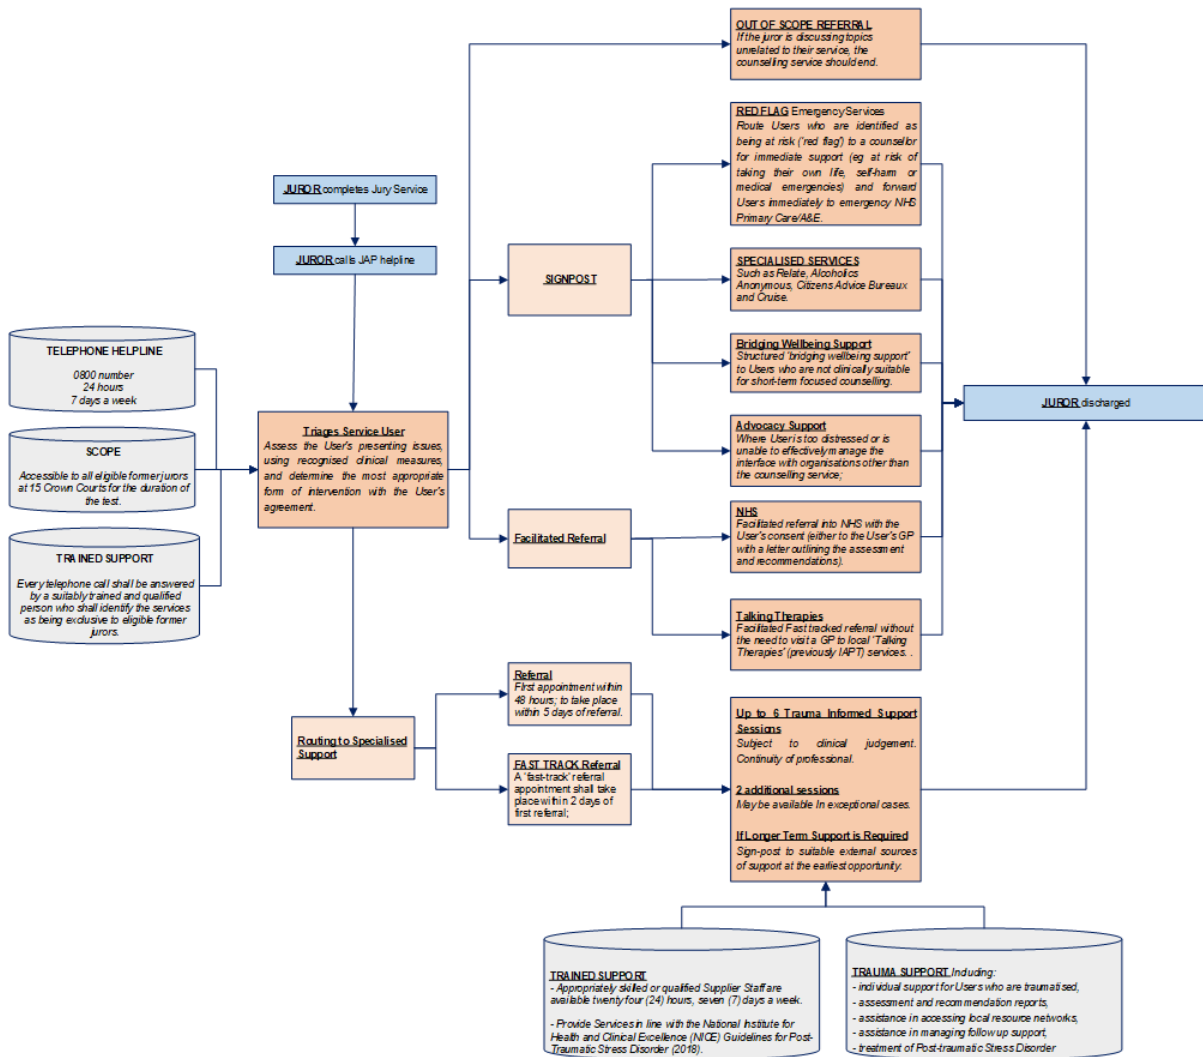 OUT OF SCOPE REFERRAL
If the juror is discussing topics
unrelated to their service, the
counselling service should end.
RED FLAG Emergency Services
Route Users who are identified as
being at risk ('red flag') to a counsellor
for immediate support (eg at risk of
taking their own life, self-harm or
medical emergencies) and forward
Users immediately to emergency NHS
Primary Care/A&E.
JUROR completes Jury Service
JUROR calls JAP helpline
SIGNPOST
SPECIALISED SERVICES
Such as Relate, Alcoholics
Anonymous, Citizens Advice Bureaux
and Cruise.
TELEPHONE HELPLINE
0800 number
24 hours
7 days a week
Bridging Wellbeing Support
Structured 'bridging wellbeing support'
to Users who are not clinically suitable
for short-term focused counselling.
JUROR discharged
SCOPE
Accessible to all eligible former jurors
at 15 Crown Courts for the duration of
the test.
Triages Service User
Assess the User's presenting issues,
using recognised clinical measures,
and determine the most appropriate
form of intervention with the User's
agreement.
Advocacy Support
Where User is too distressed or is
unable to effectively manage the
interface with organisations other than
the counselling service;
TRAINED SUPPORT
Every telephone call shall be answered
by a suitably trained and qualified
person who shall identify the services
as being exclusive to eligible former
jurors.
Facilitated Referral
NHS
Facilitated referral into NHS with the
User's consent (either to the User's GP
with a letter outlining the assessment
and recommendations).
Talking Therapies
Facilitated Fast tracked referral without
the need to visit a GP to local 'Talking
Therapies' (previously IAPT) services. .
Routing to Specialised
Support
Referral
First appointment within
48 hours; to take place
within 5 days of referral.
FAST TRACK Referral
A 'fast-track' referral
appointment shall take
place within 2 days of
first referral;
Up to 6 Trauma Informed Support
Sessions
Subject to clinical judgement.
Continuity of professional.
2 additional sessions
May be available In exceptional cases.
If Longer Term Support is Required
Sign-post to suitable external sources
of support at the earliest opportunity.
TRAINED SUPPORT
- Appropriately skilled or qualified Supplier Staff are
available twenty four (24) hours, seven (7) days a week.
- Provide Services in line with the National Institute for
Health and Clinical Excellence (NICE) Guidelines for Post-
Traumatic Stress Disorder (2018).
TRAUMA SUPPORT Including:
- individual support for Users who are traumatised,
- assessment and recommendation reports,
- assistance in accessing local resource networks,
- assistance in managing follow up support,
- treatment of Post-traumatic Stress Disorder